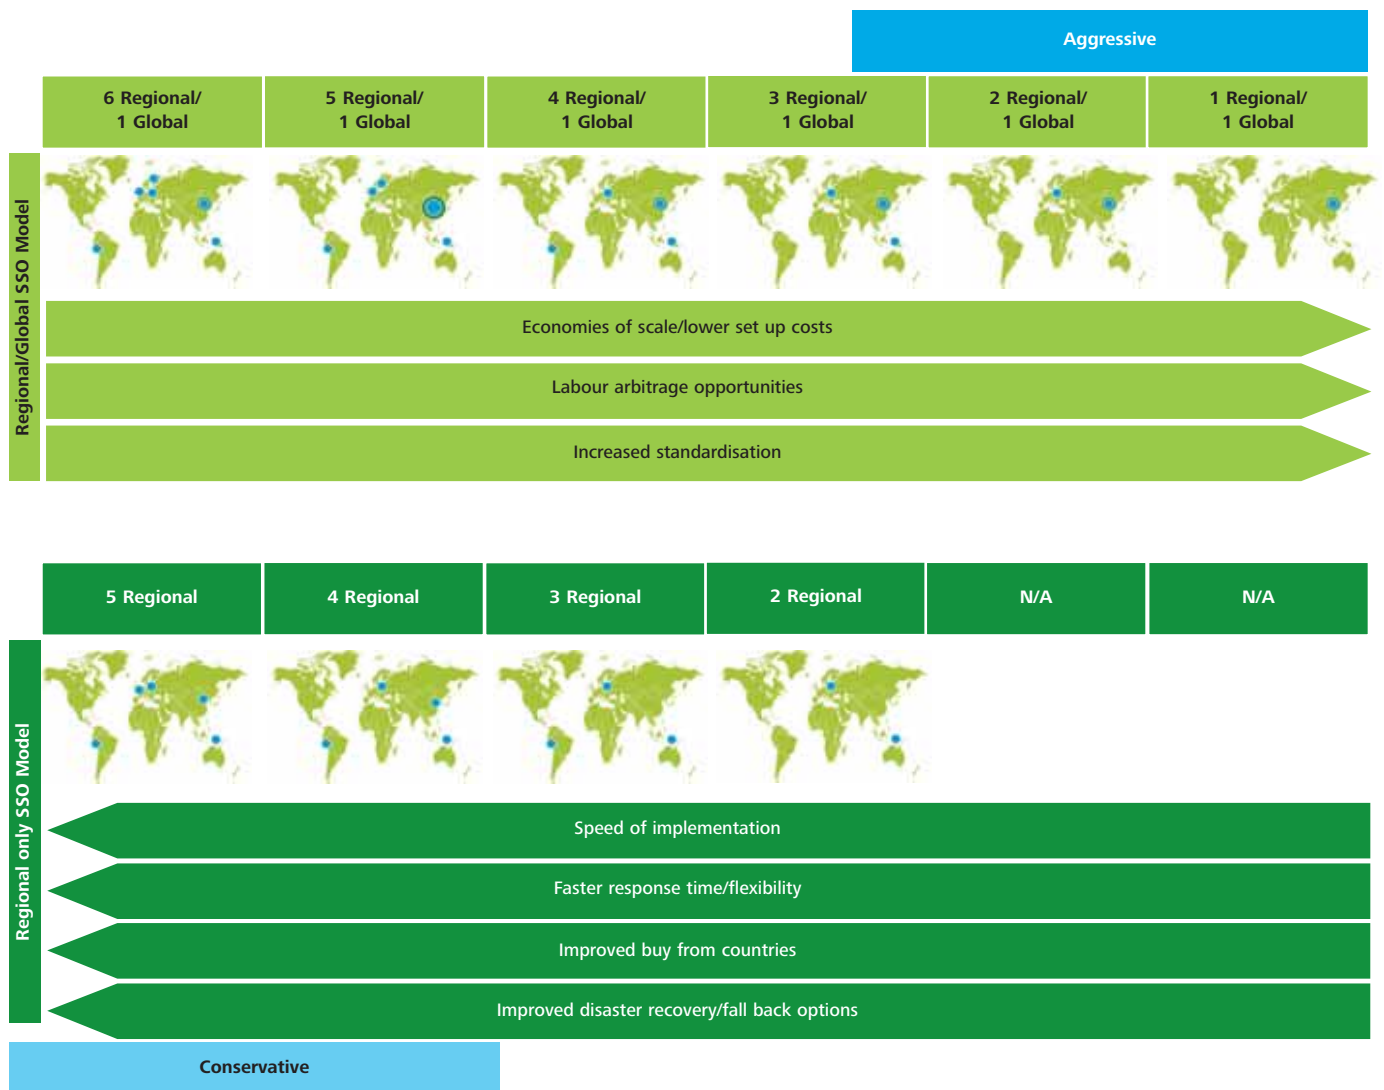 Aggressive
6 Regional/
1 Global
5 Regional/
1 Global
4 Regional/
1 Global
3 Regional/
1 Global
2 Regional/
1 Global
1 Regional/
1 Global
Regional/Global SSO Model
Economies of scale/lower set up costs
Labour arbitrage opportunities
Increased standardisation
5 Regional
4 Regional
3 Regional
2 Regional
N/A
N/A
Regional only SSO Model
Speed of implementation
Faster response time/flexibility
Improved buy from countries
Improved disaster recovery/fall back options
Conservative